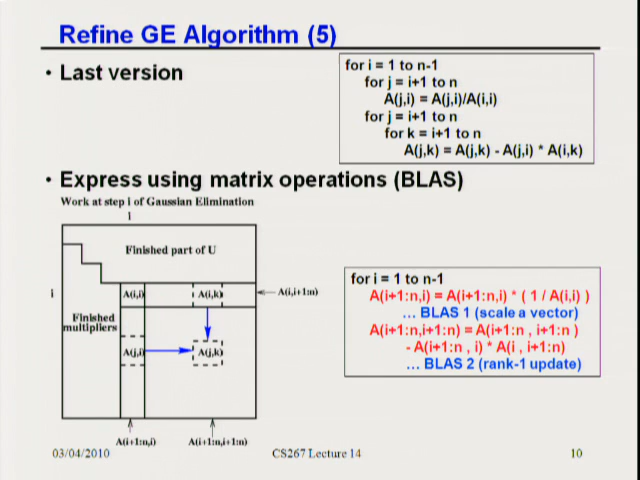 Refine GE Algorithm (5)
• Last version
for i = 1 to n-1
for j = i+1 to n
A(j,i) = A(j,i)/A(i,i)
for j = i+1 to n
for k = i+1 to n
A(j,k) = A(j,k) - A(j,i) * A(i,k)
• Express using matrix operations (BLAS)
Work at step i of Gaussian Elimination
i
Finished part of U
i
A(i,i)
A(i,k)
A(i,i+1:n)
Finished
multipliers
A(j,i)
A(j,k)
A(i+1:n,i)
A(i+1:n,i+1:n)
for i = 1 to n-1
A(i+1:n,i) = A(i+1:n,i) * ( 1 / A(i,i) )
… BLAS 1 (scale a vector)
A(i+1:n,i+1:n) = A(i+1:n , i+1:n )
- A(i+1:n , i) * A(i , i+1:n)
… BLAS 2 (rank-1 update)
03/04/2010
CS267 Lecture 14
10